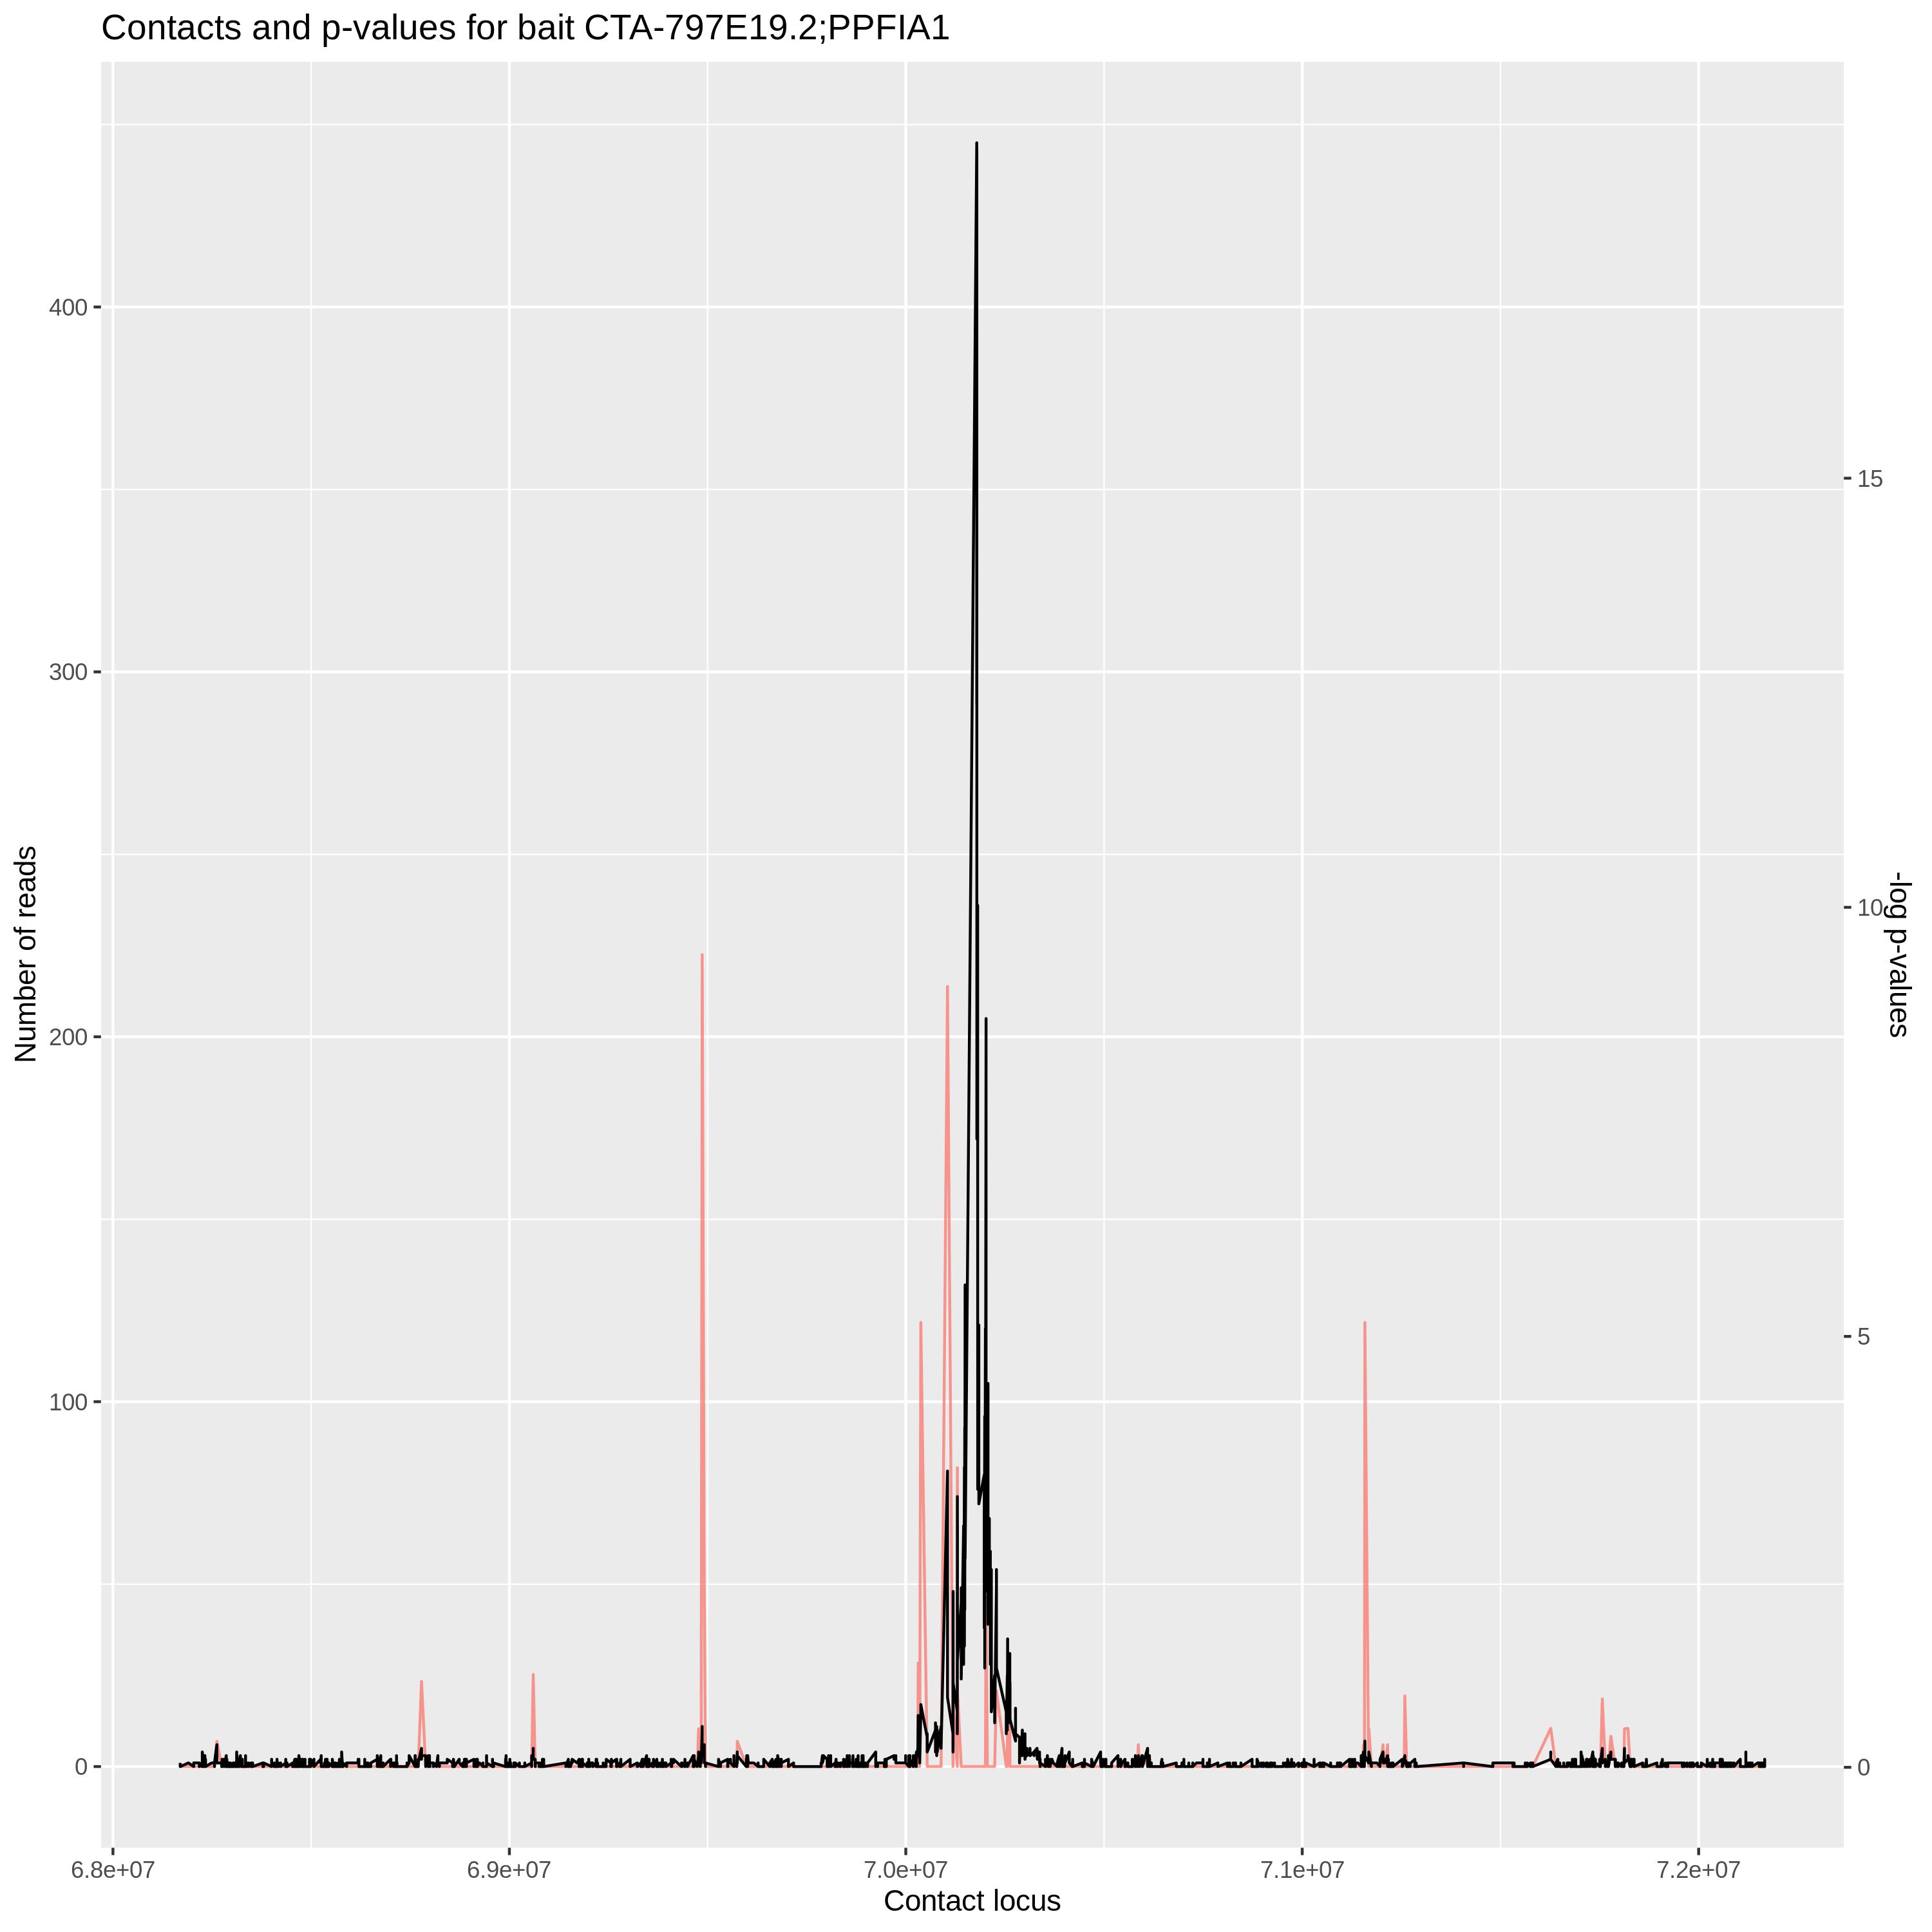 Contacts and p-values for bait CTA-797E19.2;PPFIA1
400
300
200
100
0
Number of reads
15
10
5
0
-log p-values
6.8e+07
6.9e+07
7.0e+07
7.1e+07
7.2e+07
Contact locus